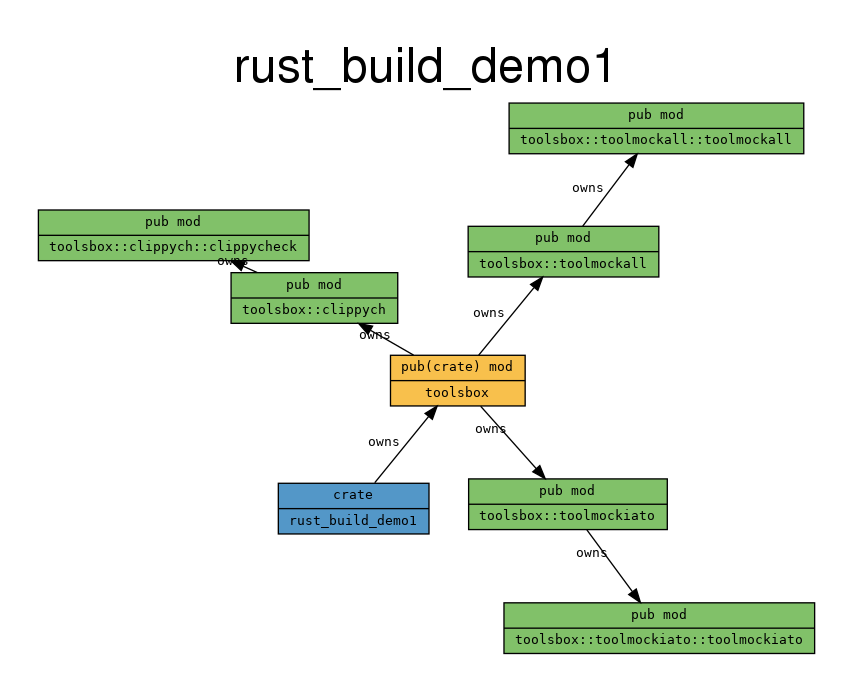 rust_build_demo1
pub mod
toolsbox::toolmockall::toolmockall
owns
pub mod
toolsbox::clippych::clippycheck
owns
pub mod
toolsbox::toolmockall
pub mod
toolsbox::clippych
owns
owns
pub(crate) mod
toolsbox
owns
owns
crate
rust_build_demo1
pub mod
toolsbox::toolmockiato
owns
pub mod
toolsbox::toolmockiato::toolmockiato